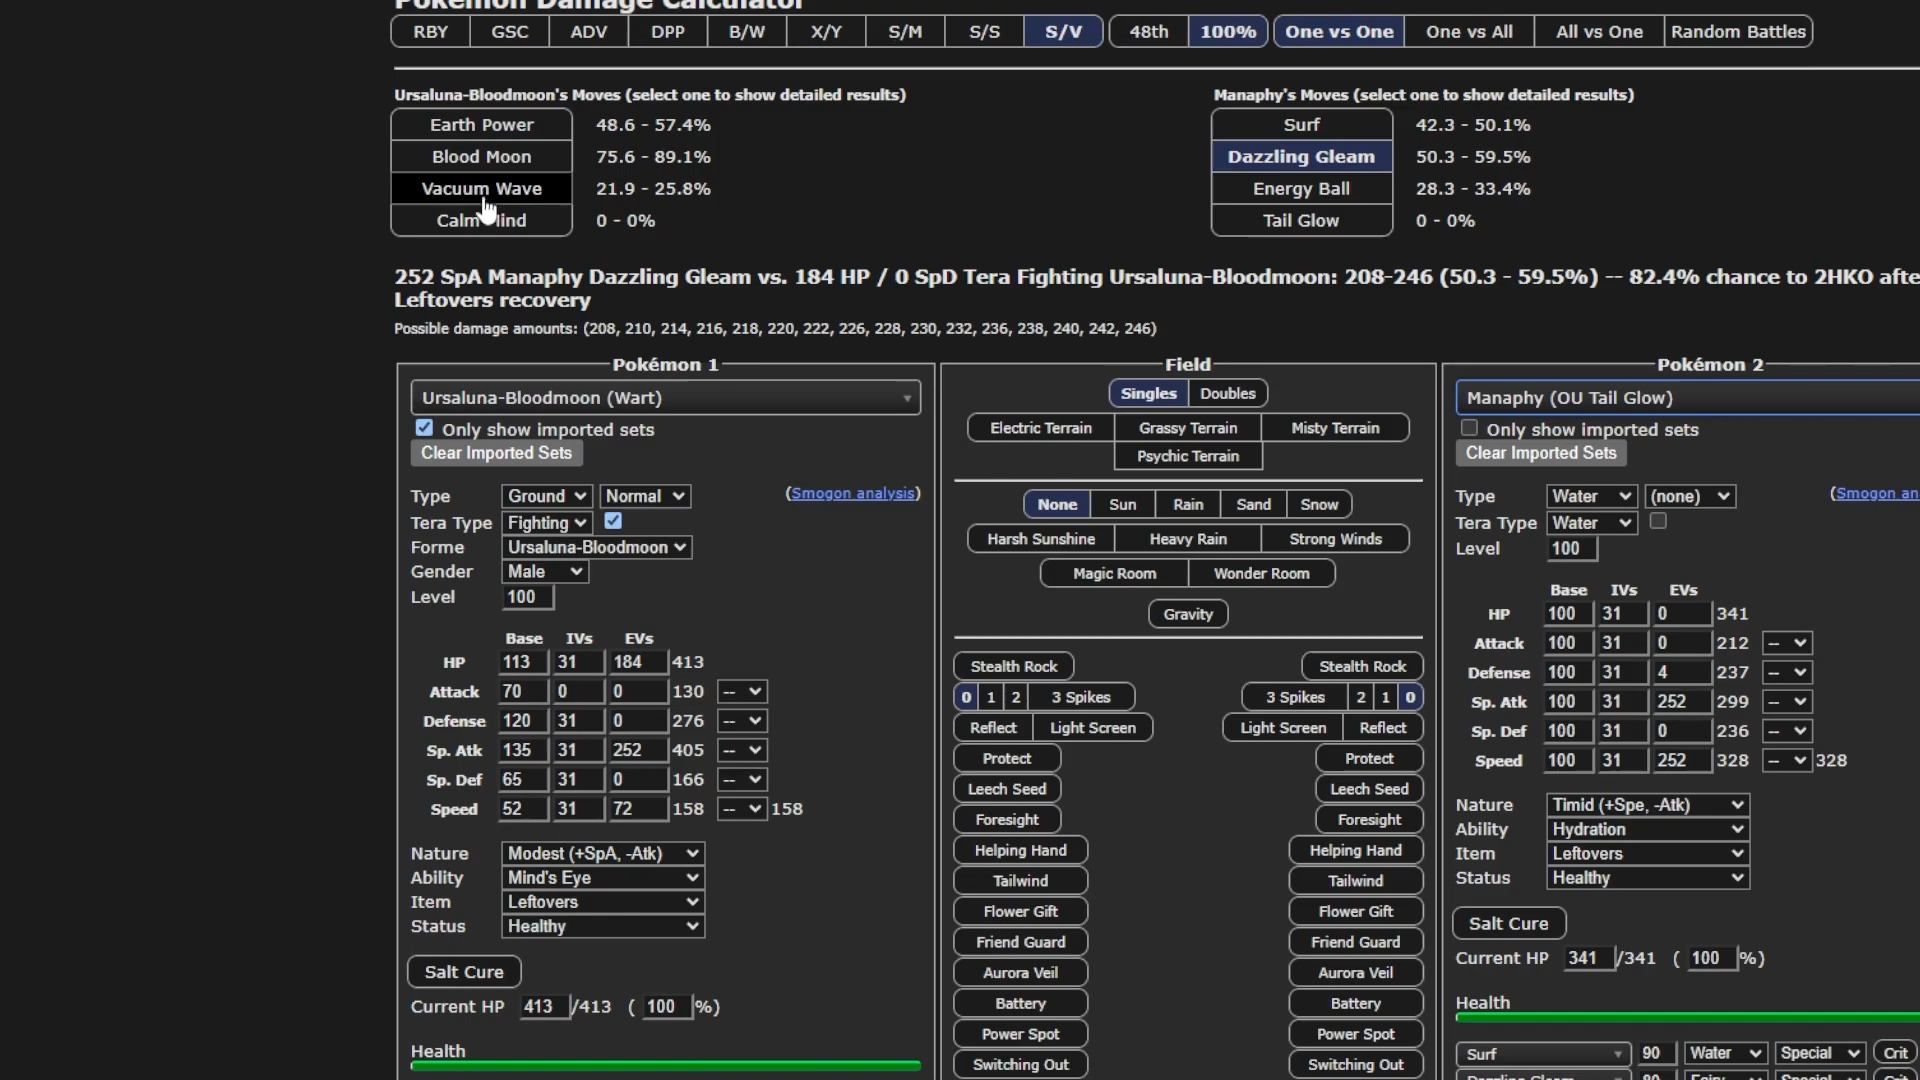 Pokémon Damage Calculator
RBY GSC ADV DPP B/W X/Y S/M S/S S/V 48th 100% One vs One One vs All All vs One Random Battles
Ursaluna-Bloodmoon's Moves (select one to show detailed results)
Earth Power 48.6 - 57.4%
Blood Moon 75.6 - 89.1%
Vacuum Wave 21.9 - 25.8%
Calm Mind 0 - 0%
Manaphy's Moves (select one to show detailed results)
Surf 42.3 - 50.1%
Dazzling Gleam 50.3 - 59.5%
Energy Ball 28.3 - 33.4%
Tail Glow 0 - 0%
252 SpA Manaphy Dazzling Gleam vs. 184 HP / 0 SpD Tera Fighting Ursaluna-Bloodmoon: 208-246 (50.3 - 59.5%) -- 82.4% chance to 2HKO afte
Leftovers recovery
Possible damage amounts: (208, 210, 214, 216, 218, 220, 222, 226, 228, 230, 232, 236, 238, 240, 242, 246)
Pokémon 1
Ursaluna-Bloodmoon (Wart)
Only show imported sets
Clear Imported Sets
Type Ground Normal (Smogon analysis)
Tera Type Fighting
Forme Ursaluna-Bloodmoon
Gender Male
Level 100
Base IVs EVs
HP 113 31 184 413
Attack 70 0 0 130 --
Defense 120 31 0 276 --
Sp. Atk 135 31 252 405 --
Sp. Def 65 31 0 166 --
Speed 52 31 72 158 -- 158
Nature Modest (+SpA, -Atk)
Ability Mind's Eye
Item Leftovers
Status Healthy
Salt Cure
Current HP 413 /413 ( 100 %)
Health
Field
Singles Doubles
Electric Terrain Grassy Terrain Misty Terrain
Psychic Terrain
None Sun Rain Sand Snow
Harsh Sunshine Heavy Rain Strong Winds
Magic Room Wonder Room
Gravity
Stealth Rock Stealth Rock
0 1 2 3 Spikes 3 Spikes 2 1 0
Reflect Light Screen Light Screen Reflect
Protect Protect
Leech Seed Leech Seed
Foresight Foresight
Helping Hand Helping Hand
Tailwind Tailwind
Flower Gift Flower Gift
Friend Guard Friend Guard
Aurora Veil Aurora Veil
Battery Battery
Power Spot Power Spot
Switching Out Switching Out
Pokémon 2
Manaphy (OU Tail Glow)
Only show imported sets
Clear Imported Sets
Type Water (none) (Smogon an
Tera Type Water
Level 100
Base IVs EVs
HP 100 31 0 341
Attack 100 31 0 212 --
Defense 100 31 4 237 --
Sp. Atk 100 31 252 299 --
Sp. Def 100 31 0 236 --
Speed 100 31 252 328 -- 328
Nature Timid (+Spe, -Atk)
Ability Hydration
Item Leftovers
Status Healthy
Salt Cure
Current HP 341 /341 ( 100 %)
Health
Surf 90 Water Special Crit